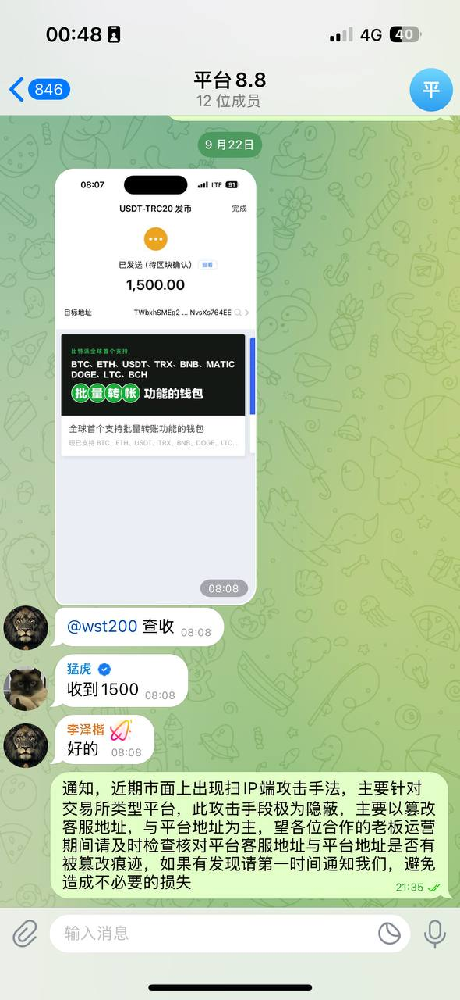 00:48
4G
40
846
平台8.8
12 位成员
平
9 月22日
08:07
LTE
91
USDT-TRC20 发币
完成
已发送 (待区块确认)
查看
1,500.00
目标地址
TWbxhSMEg2 ... NvsXs764EE
比特派全球首个支持
BTC、ETH、USDT、TRX、BNB、MATIC
DOGE、LTC、BCH
批量转帐 功能的钱包
全球首个支持批量转账功能的钱包
现已支持 BTC、ETH、USDT、TRX、BNB、DOGE、LTC...
08:08
@wst200 查收 08:08
猛虎
收到1500 08:08
李泽楷
好的 08:08
通知，近期市面上出现扫IP端攻击手法，主要针对
交易所类型平台，此攻击手段极为隐蔽，主要以篡改
客服地址，与平台地址为主，望各位合作的老板运营
期间请及时检查核对平台客服地址与平台地址是否有
被篡改痕迹，如果有发现请第一时间通知我们，避免
造成不必要的损失
21:35
输入消息